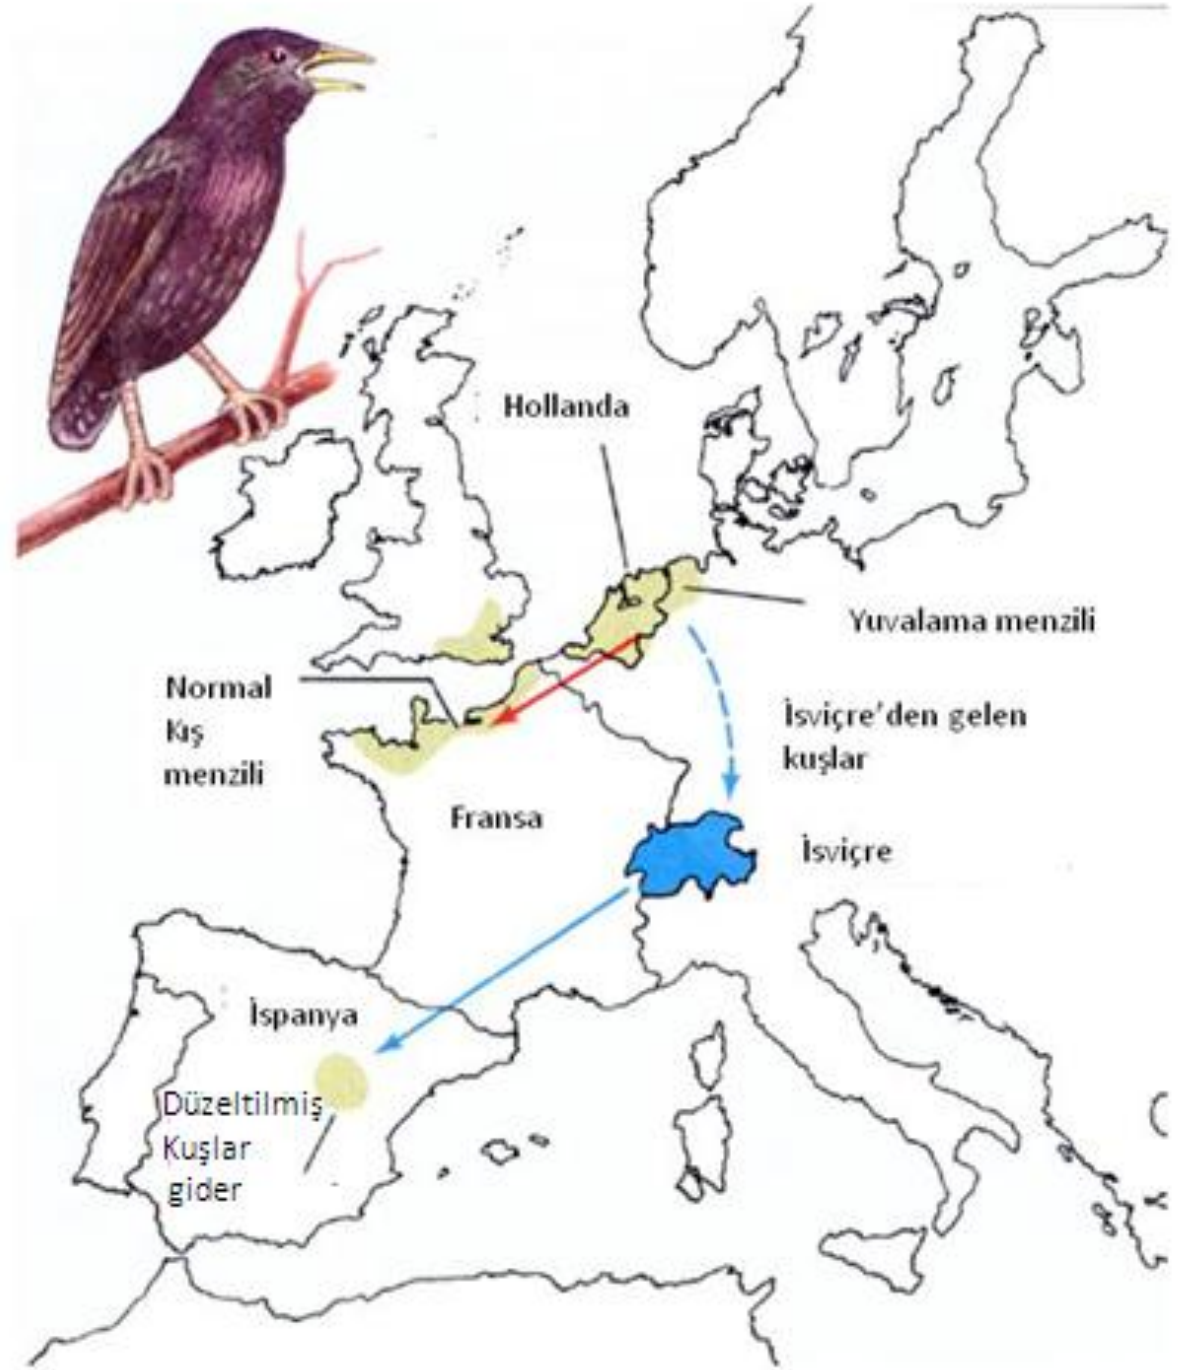 Hollanda
Yuvalama menzili
Normal
Kış
menzili
İsviçre'den gelen
kuşlar
Fransa
İsviçre
İspanya
Düzeltilmiş
Kuşlar
gider